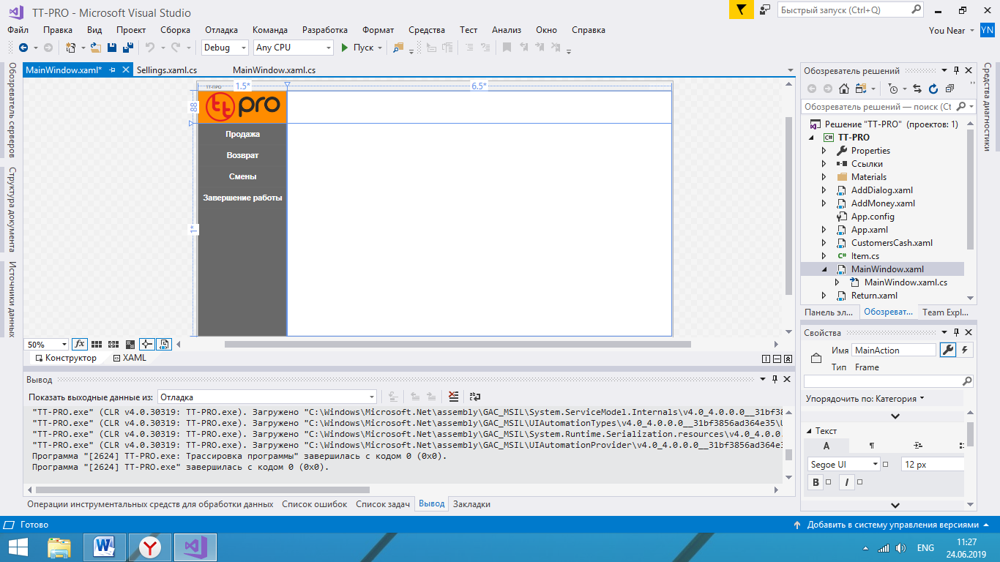 TT-PRO - Microsoft Visual Studio
Быстрый запуск (Ctrl+Q)
Файл Правка Вид Проект Сборка Отладка Команда Разработка Формат Средства Тест Анализ Окно Справка
You Near YN
Debug Any CPU Пуск
MainWindow.xaml* Sellings.xaml.cs MainWindow.xaml.cs
Обозреватель серверов
Структура документа
Источники данных
ТТ-ПРО
1.5* 6.5*
88
tt pro
Продажа
Возврат
Смены
Завершение работы
1*
50% fx
Конструктор XAML
Вывод
Показать выходные данные из: Отладка
"TT-PRO.exe" (CLR v4.0.30319: TT-PRO.exe). Загружено "C:\Windows\Microsoft.Net\assembly\GAC_MSIL\System.ServiceModel.Internals\v4.0_4.0.0.0__31bf38
"TT-PRO.exe" (CLR v4.0.30319: TT-PRO.exe). Загружено "C:\Windows\Microsoft.Net\assembly\GAC_MSIL\UIAutomationTypes\v4.0_4.0.0.0__31bf3856ad364e35\U
"TT-PRO.exe" (CLR v4.0.30319: TT-PRO.exe). Загружено "C:\Windows\Microsoft.Net\assembly\GAC_MSIL\System.Runtime.Serialization.resources\v4.0_4.0.0.
"TT-PRO.exe" (CLR v4.0.30319: TT-PRO.exe). Загружено "C:\Windows\Microsoft.Net\assembly\GAC_MSIL\UIAutomationProvider\v4.0_4.0.0.0__31bf3856ad364e3
Программа "[2624] TT-PRO.exe: Трассировка программы" завершилась с кодом 0 (0x0).
Программа "[2624] TT-PRO.exe" завершилась с кодом 0 (0x0).
Операции инструментальных средств для обработки данных Список ошибок Список задач Вывод Закладки
Обозреватель решений
Обозреватель решений — поиск (Ct
Решение "TT-PRO" (проектов: 1)
C# TT-PRO
Properties
Ссылки
Materials
AddDialog.xaml
AddMoney.xaml
App.config
App.xaml
CustomersCash.xaml
C# Item.cs
MainWindow.xaml
MainWindow.xaml.cs
Return.xaml
Панель эл... Обозреват... Team Expl...
Средства диагностики
Свойства
Имя MainAction
Тип Frame
Упорядочить по: Категория
Текст
A ¶
Segoe UI 12 px
B I
Готово Добавить в систему управления версиями
ENG 11:27
24.06.2019